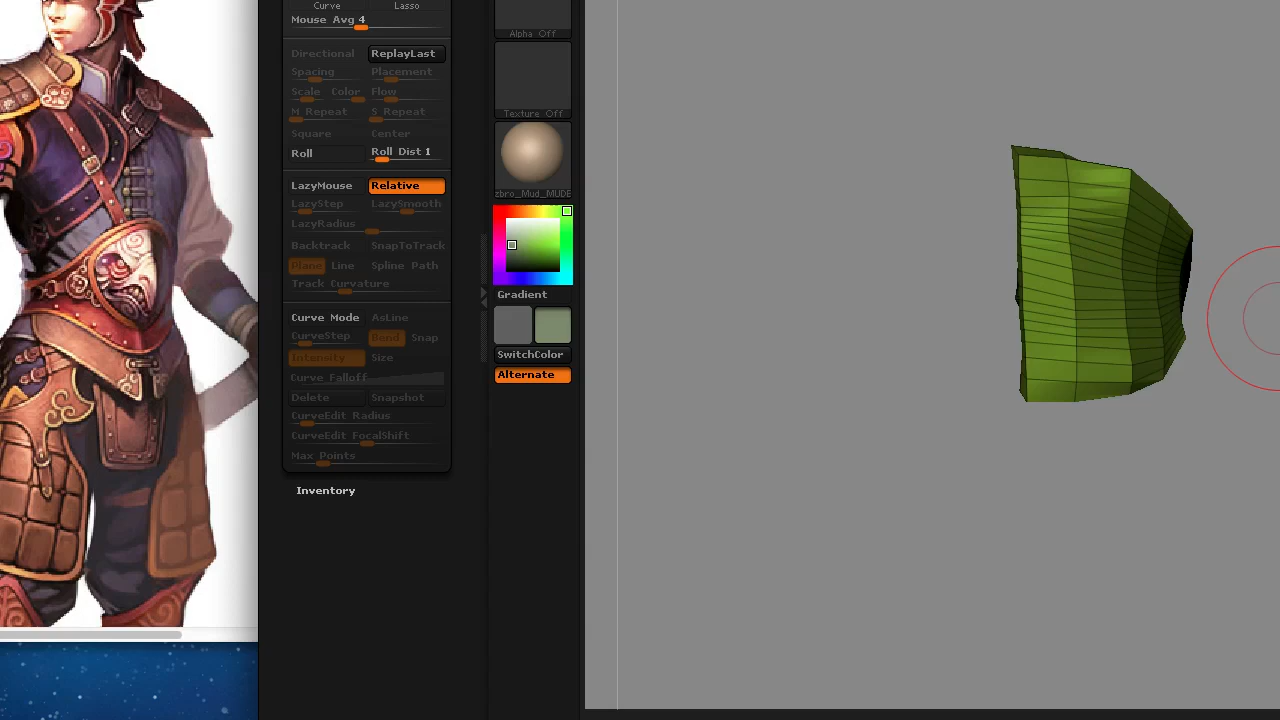 Curve Lasso
Mouse Avg 4
Directional ReplayLast
Spacing Placement
Scale Color Flow
M Repeat S Repeat
Square Center
Roll Roll Dist 1
LazyMouse Relative
LazyStep LazySmooth
LazyRadius
Backtrack SnapToTrack
Plane Line Spline Path
Track Curvature
Curve Mode AsLine
CurveStep Bend Snap
Intensity Size
Curve Falloff
Delete Snapshot
CurveEdit Radius
CurveEdit FocalShift
Max Points
Inventory
Alpha Off
Texture Off
zbro_Mud_MUDE
Gradient
SwitchColor
Alternate